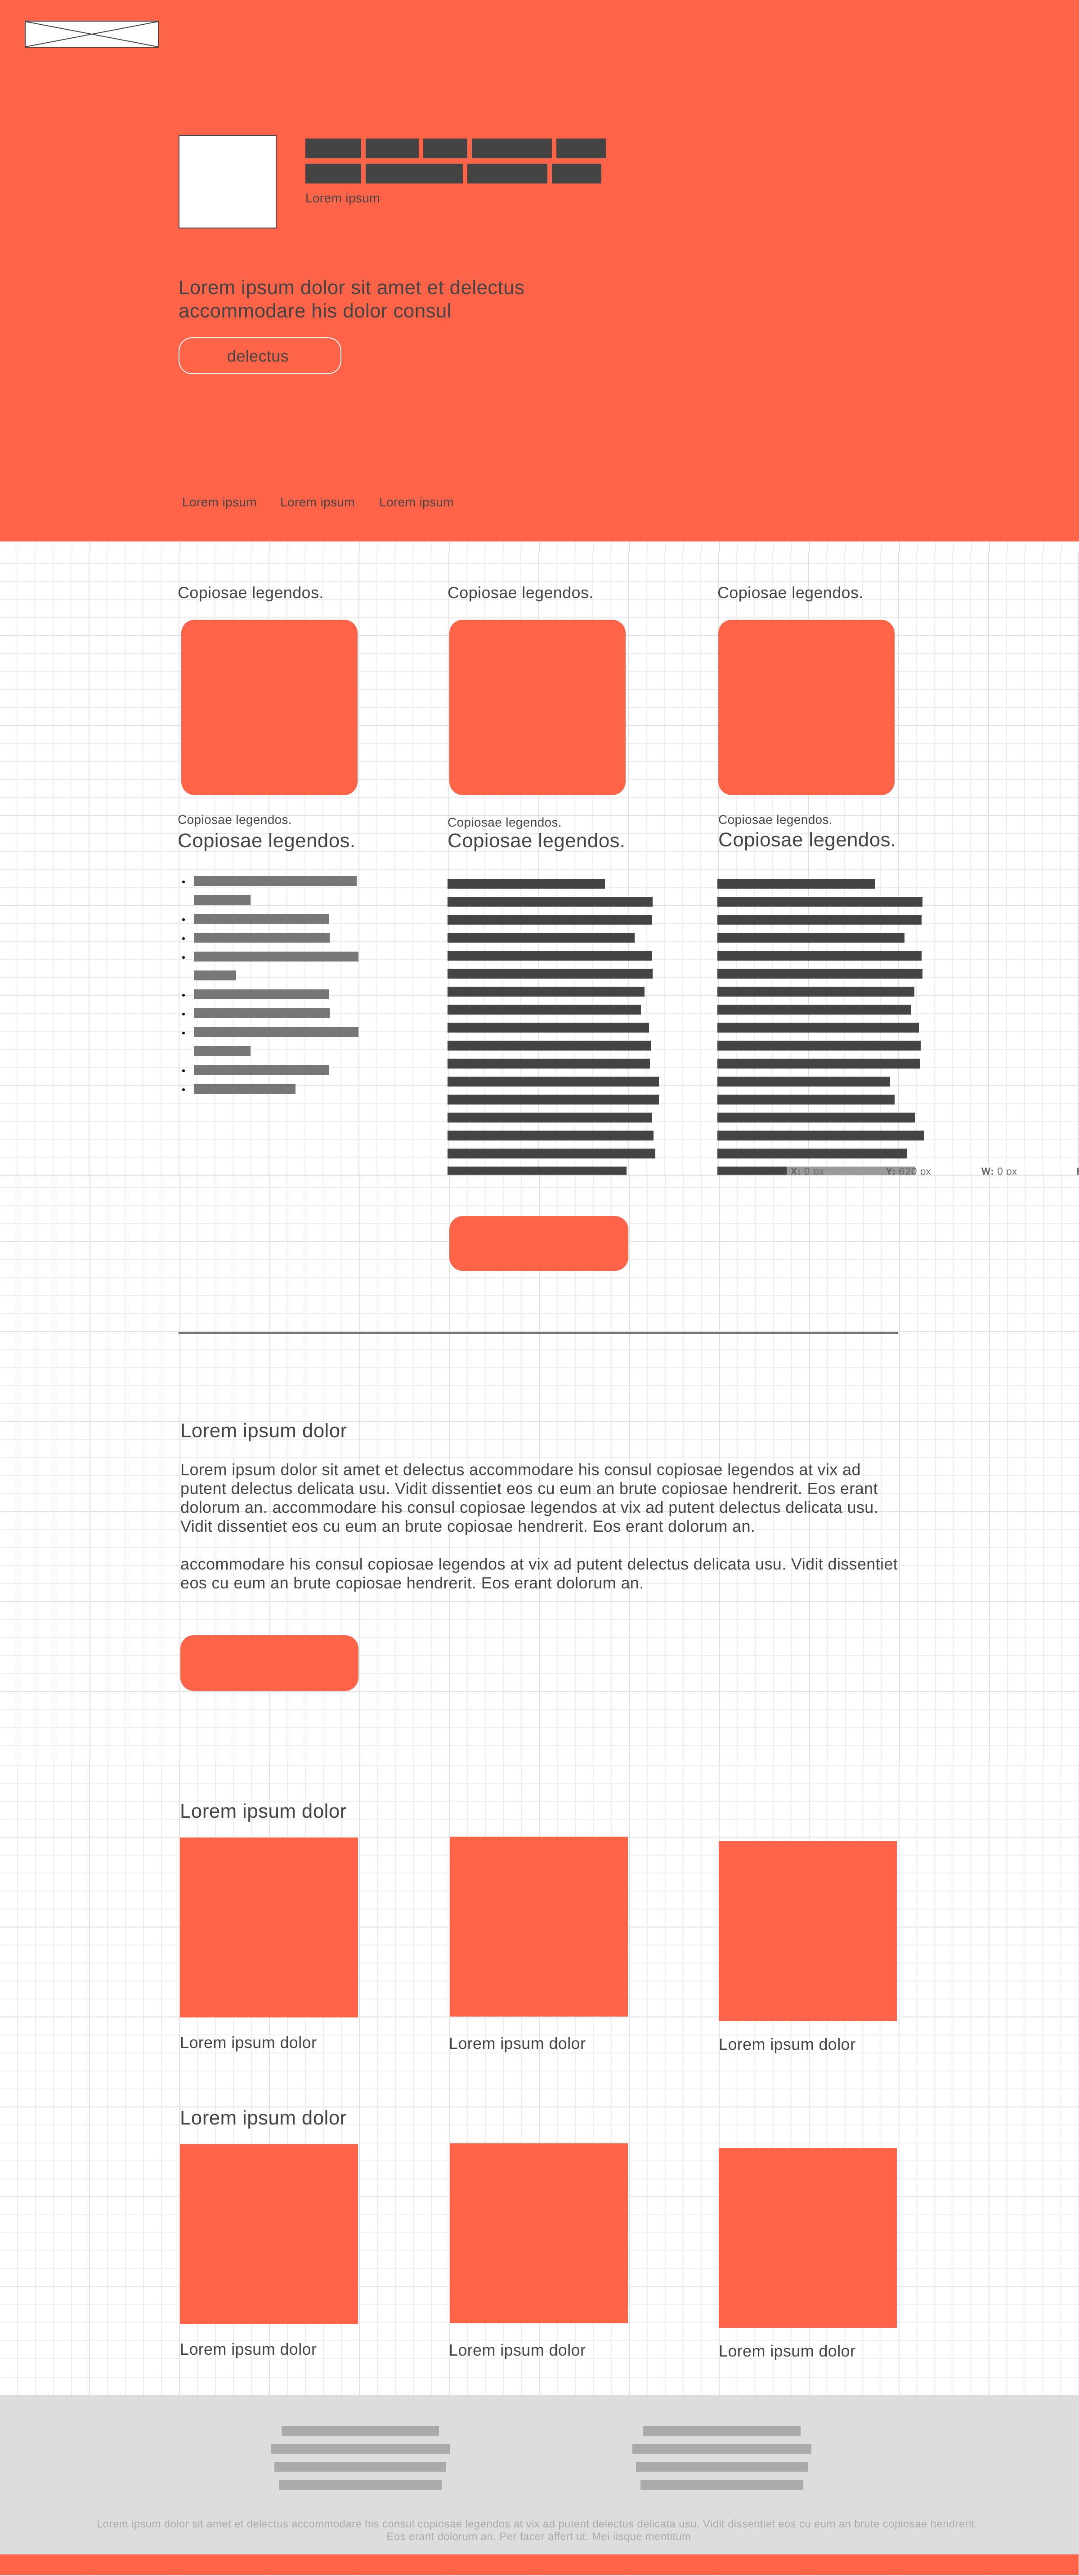 Lorem ipsum
Lorem ipsum dolor sit amet et delectus
accommodare his dolor consul
delectus
Lorem ipsum Lorem ipsum Lorem ipsum
Copiosae legendos. Copiosae legendos. Copiosae legendos.
Copiosae legendos. Copiosae legendos. Copiosae legendos.
Copiosae legendos. Copiosae legendos. Copiosae legendos.
X: 0 px Y: 620 px W: 0 px
Lorem ipsum dolor
Lorem ipsum dolor sit amet et delectus accommodare his consul copiosae legendos at vix ad
putent delectus delicata usu. Vidit dissentiet eos cu eum an brute copiosae hendrerit. Eos erant
dolorum an. accommodare his consul copiosae legendos at vix ad putent delectus delicata usu.
Vidit dissentiet eos cu eum an brute copiosae hendrerit. Eos erant dolorum an.
accommodare his consul copiosae legendos at vix ad putent delectus delicata usu. Vidit dissentiet
eos cu eum an brute copiosae hendrerit. Eos erant dolorum an.
Lorem ipsum dolor
Lorem ipsum dolor Lorem ipsum dolor Lorem ipsum dolor
Lorem ipsum dolor
Lorem ipsum dolor Lorem ipsum dolor Lorem ipsum dolor
Lorem ipsum dolor sit amet et delectus accommodare his consul copiosae legendos at vix ad putent delectus delicata usu. Vidit dissentiet eos cu eum an brute copiosae hendrerit.
Eos erant dolorum an. Per facer affert ut. Mei iisque mentitum